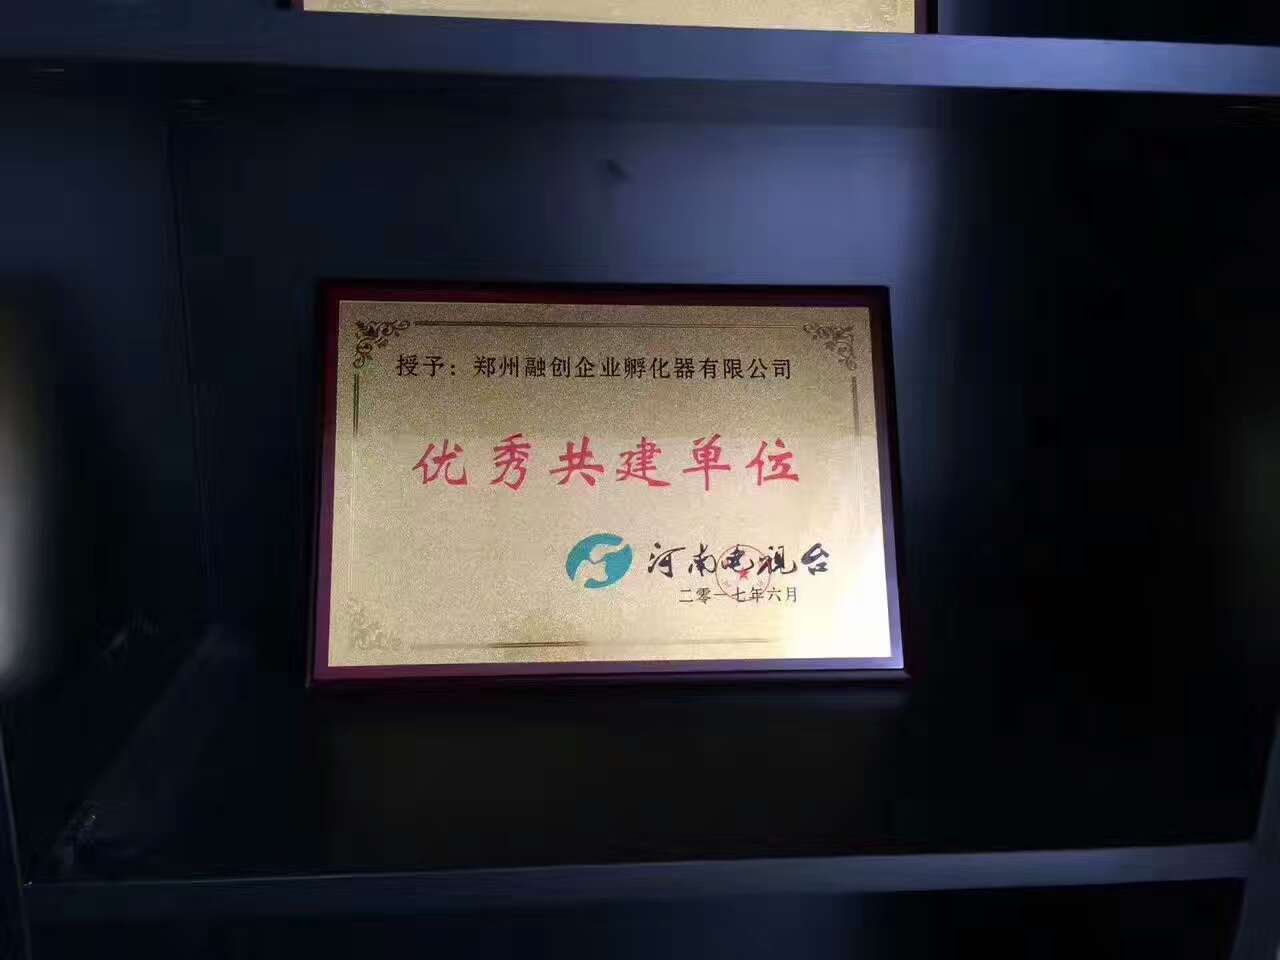 授予：郑州融创企业孵化器有限公司
优秀共建单位
河南电视台
二零一七年六月